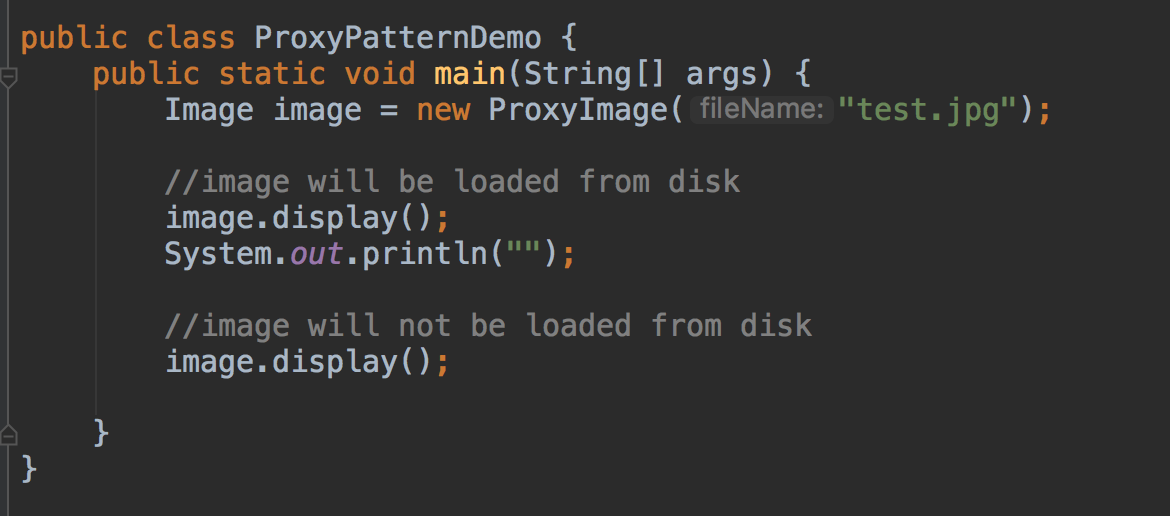 public class ProxyPatternDemo {
    public static void main(String[] args) {
        Image image = new ProxyImage( fileName: "test.jpg");

        //image will be loaded from disk
        image.display();
        System.out.println("");

        //image will not be loaded from disk
        image.display();

    }
}